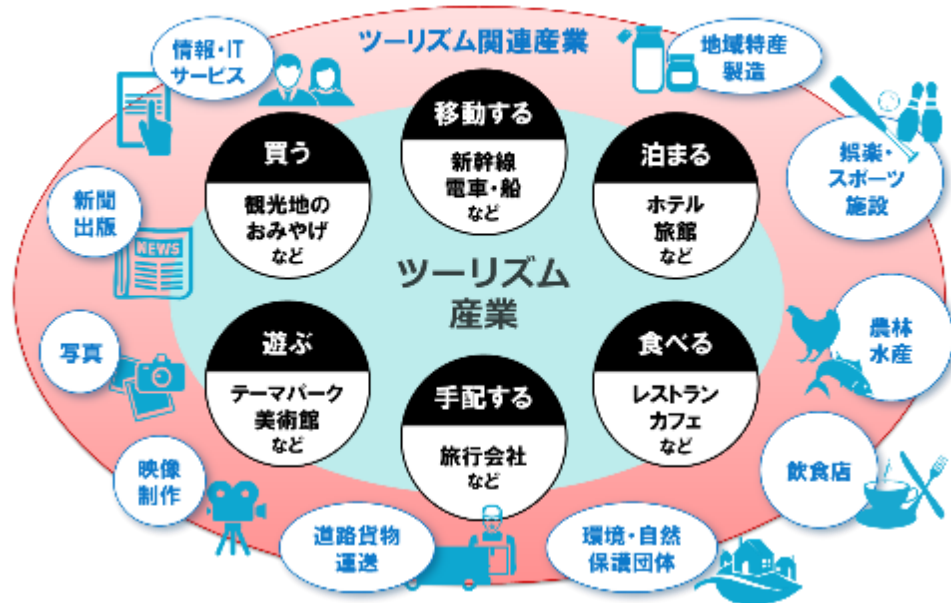 ツーリズム関連産業
情報・IT
サービス
地域特産
製造
娯楽・
スポーツ
施設
農林
水産
飲食店
環境・自然
保護団体
道路貨物
運送
映像
制作
写真
新聞
出版
NEWS
ツーリズム
産業
移動する
新幹線
電車・船
など
泊まる
ホテル
旅館
など
食べる
レストラン
カフェ
など
手配する
旅行会社
など
遊ぶ
テーマパーク
美術館
など
買う
観光地の
おみやげ
など